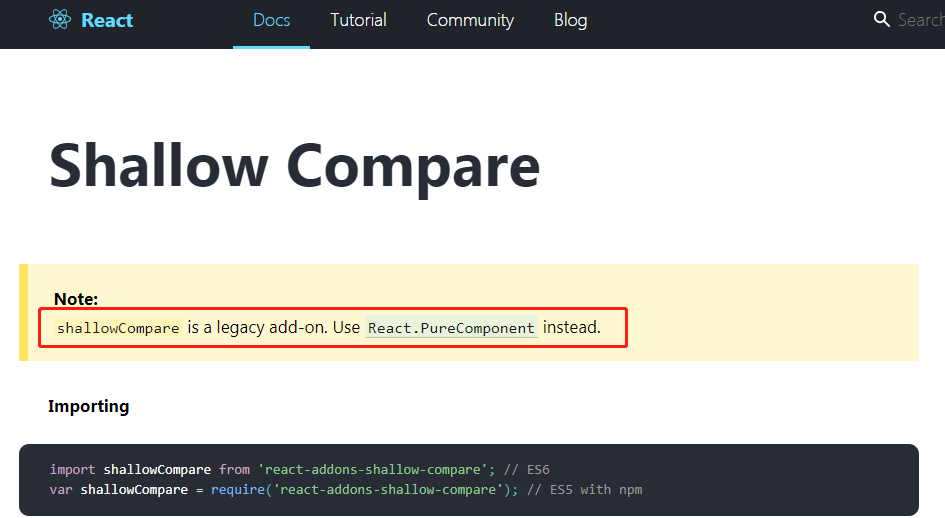 React Docs Tutorial Community Blog Search
Shallow Compare
Note:
shallowCompare is a legacy add-on. Use React.PureComponent instead.
Importing
import shallowCompare from 'react-addons-shallow-compare'; // ES6
var shallowCompare = require('react-addons-shallow-compare'); // ES5 with npm